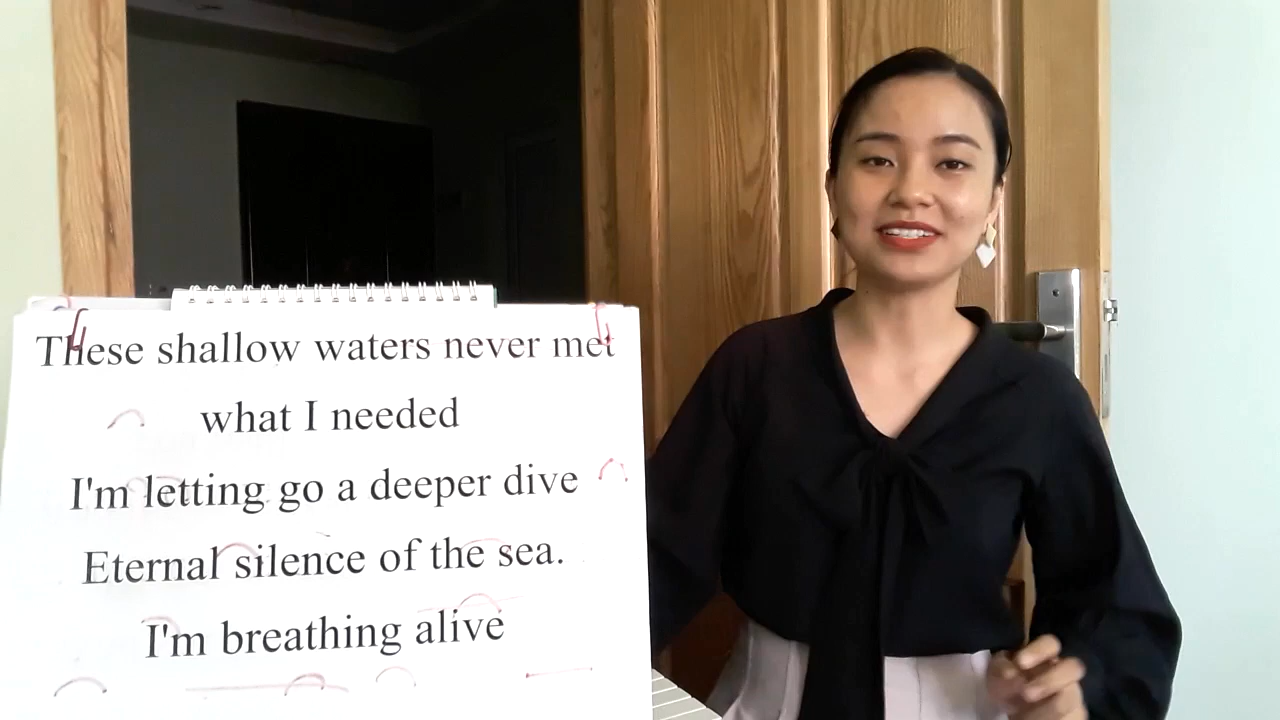 These shallow waters never met
what I needed
I'm letting go a deeper dive
Eternal silence of the sea.
I'm breathing alive